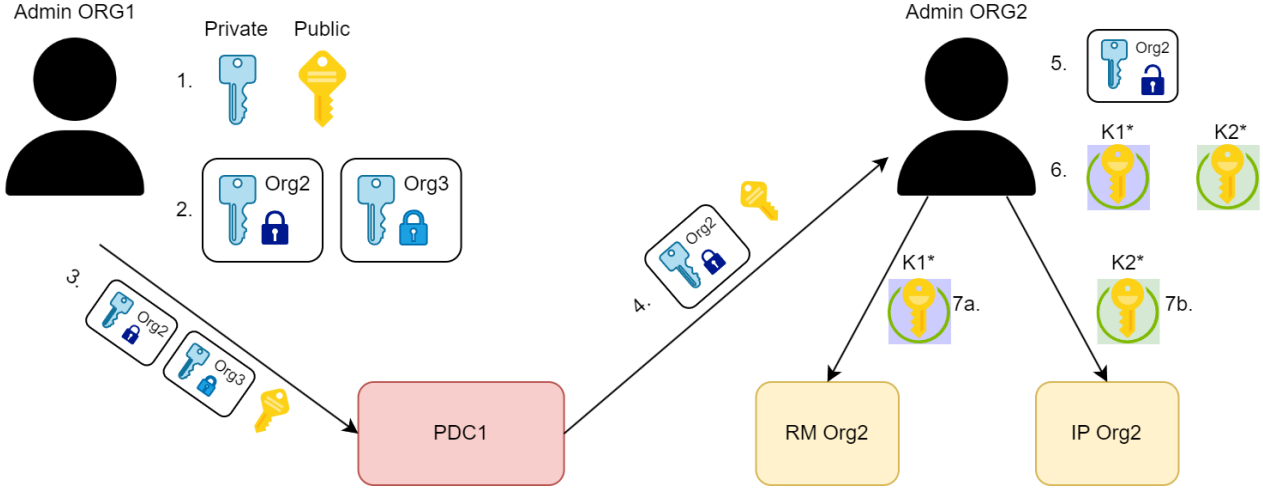 Admin ORG1
Private Public
1.
2.
Org2
Org3
3.
Org2
Org3
PDC1
4.
Org2
Admin ORG2
5.
Org2
6.
K1*
K2*
K1*
7a.
K2*
7b.
RM Org2
IP Org2